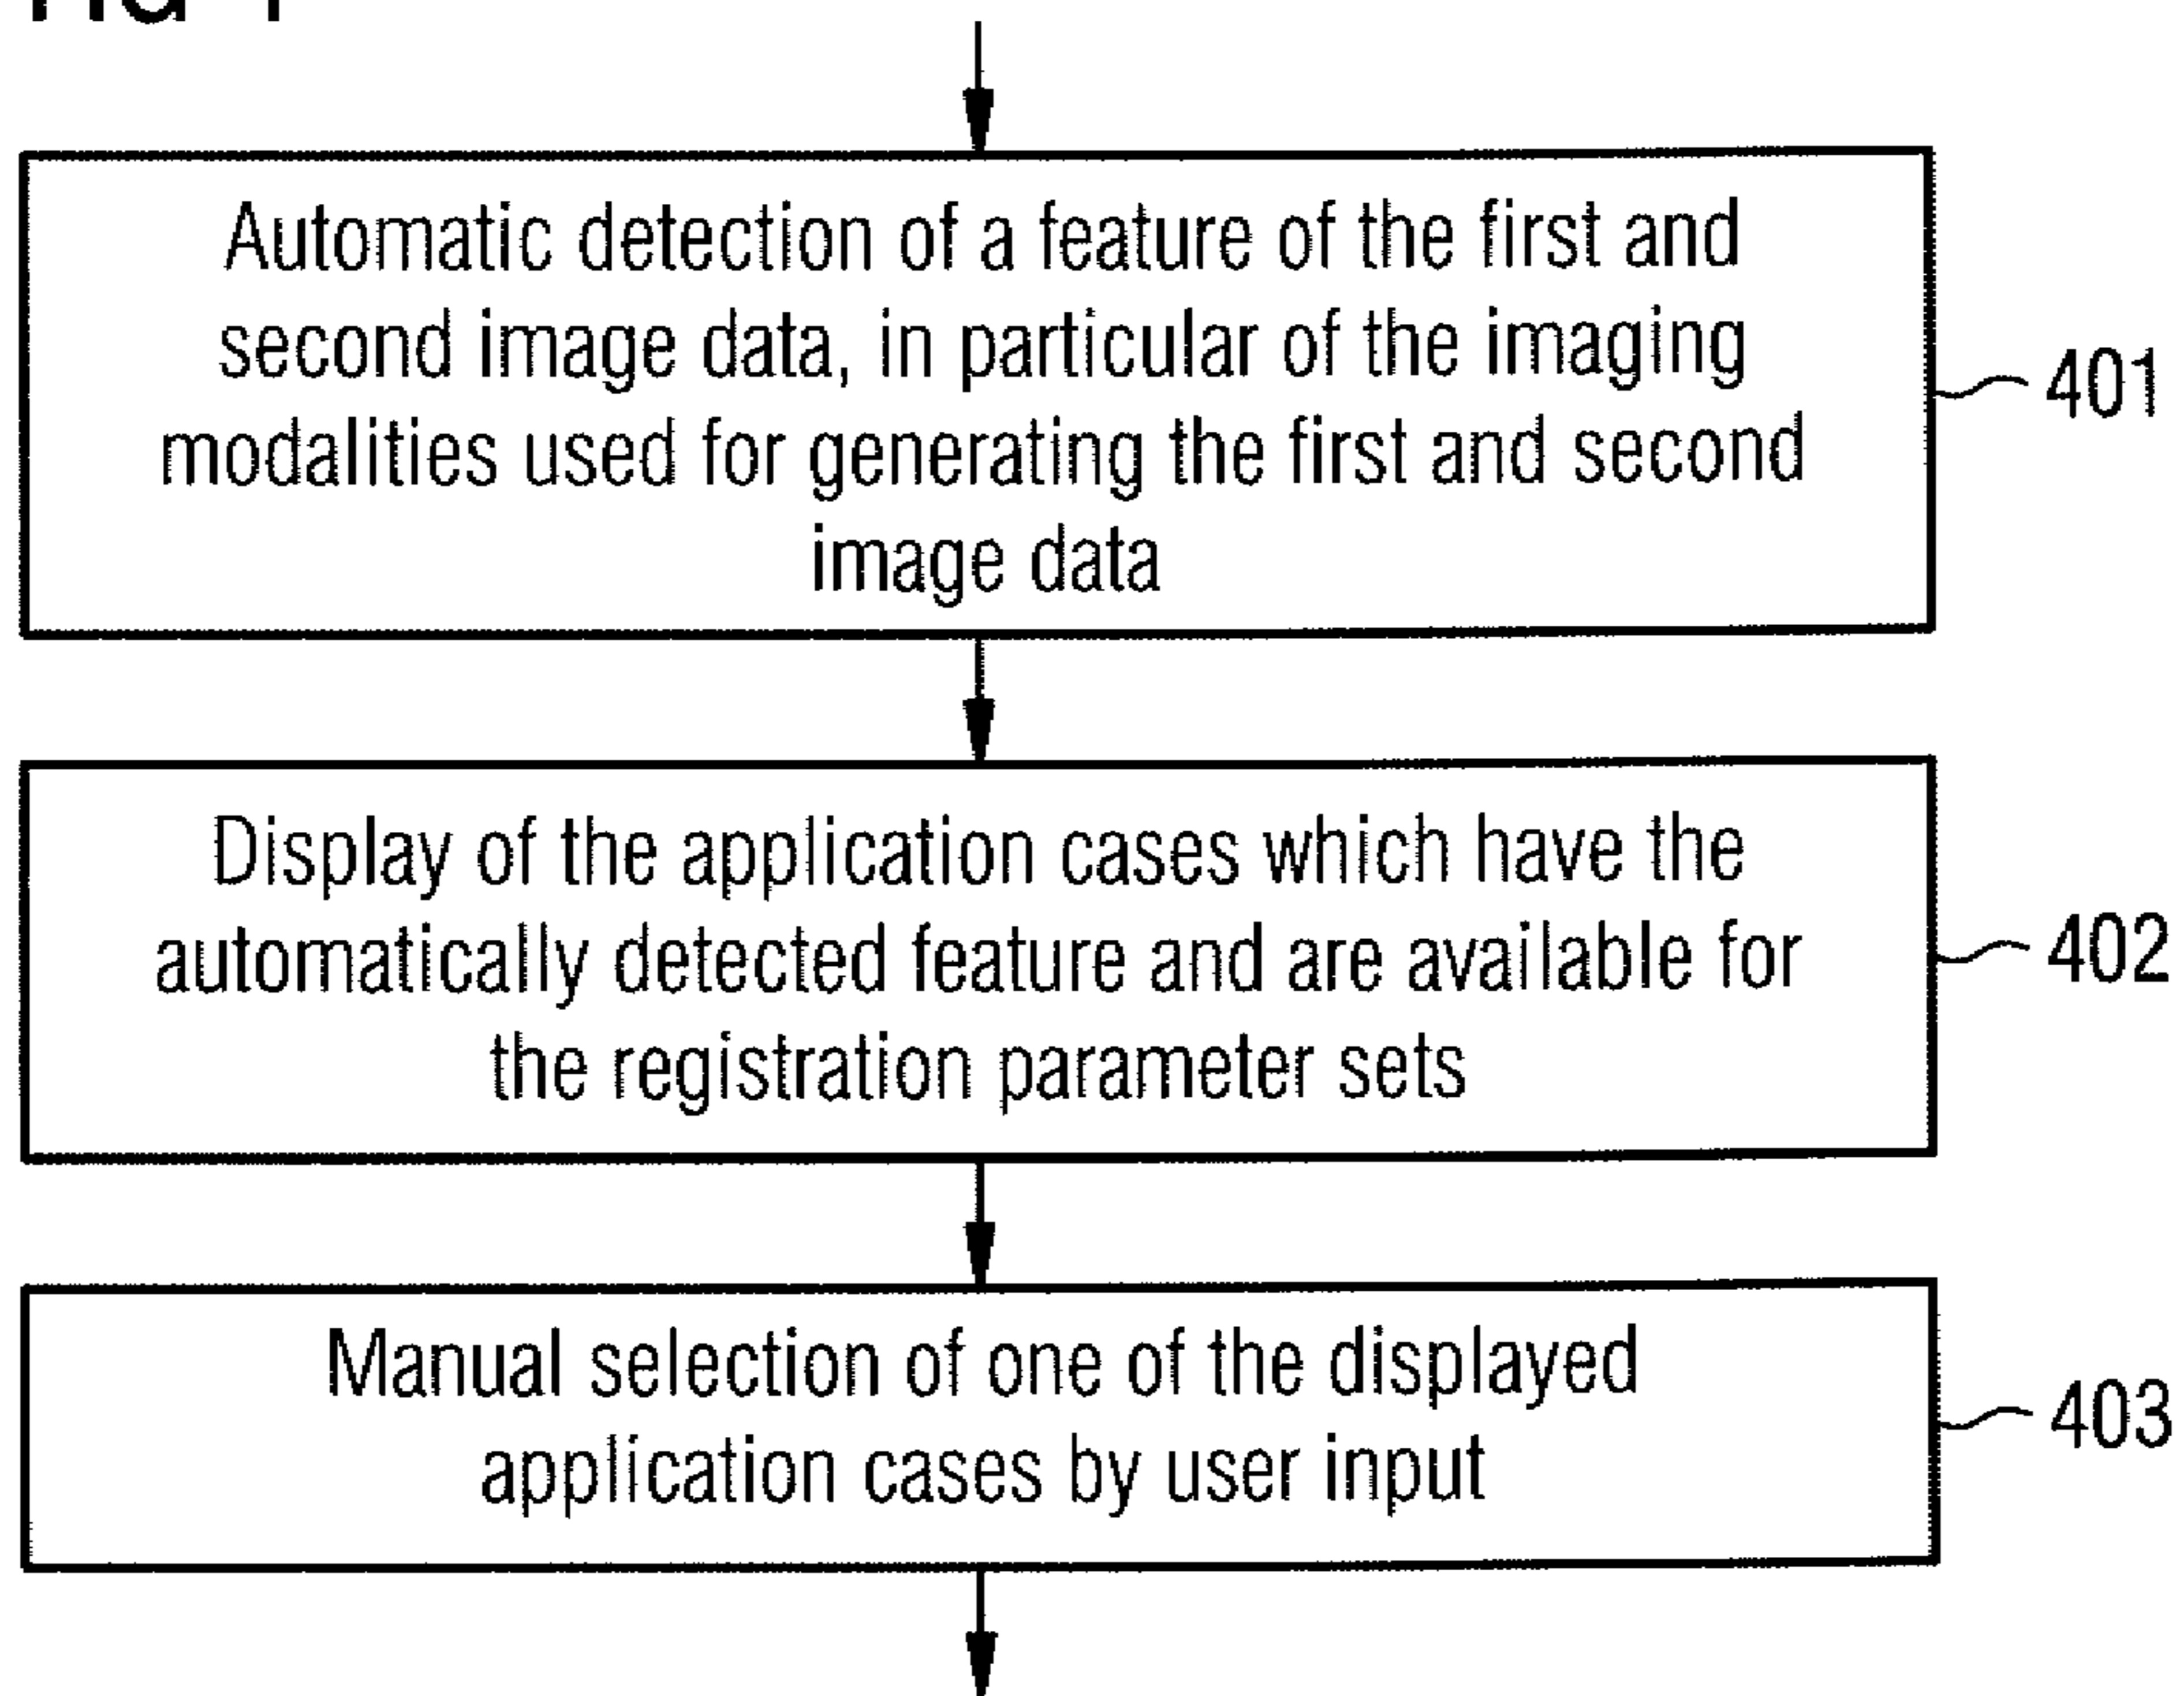 Automatic detection of a feature of the first and
second image data, in particular of the imaging
modalities used for generating the first and second
image data
401
Display of the application cases which have the
automatically detected feature and are available for
the registration parameter sets
402
Manual selection of one of the displayed
application cases by user input
403